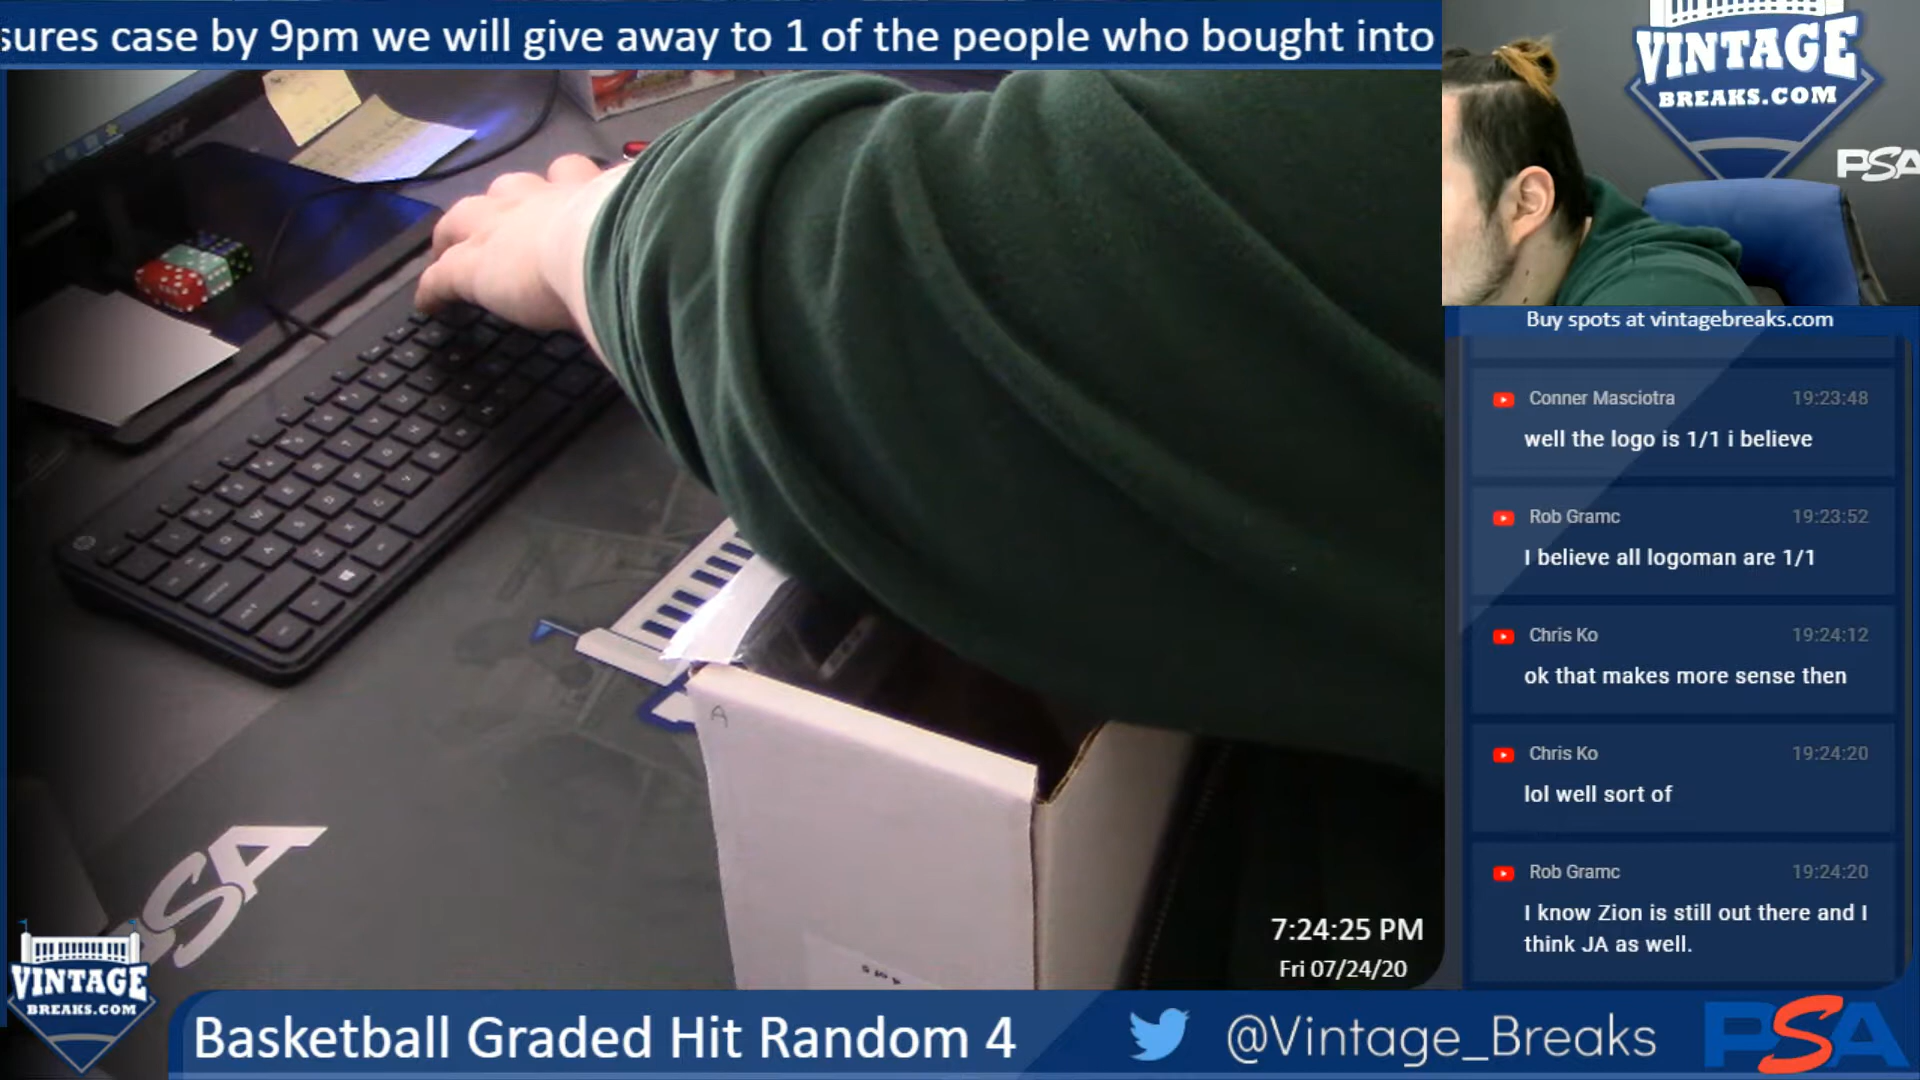 sures case by 9pm we will give away to 1 of the people who bought into
VINTAGE
BREAKS.COM
PSA
Buy spots at vintagebreaks.com
Conner Masciotra 19:23:48
well the logo is 1/1 i believe
Rob Gramc 19:23:52
I believe all logoman are 1/1
Chris Ko 19:24:12
ok that makes more sense then
Chris Ko 19:24:20
lol well sort of
Rob Gramc 19:24:20
I know Zion is still out there and I
think JA as well.
acer
A
PSA
7:24:25 PM
Fri 07/24/20
VINTAGE
BREAKS.COM
Basketball Graded Hit Random 4
@Vintage_Breaks
PSA